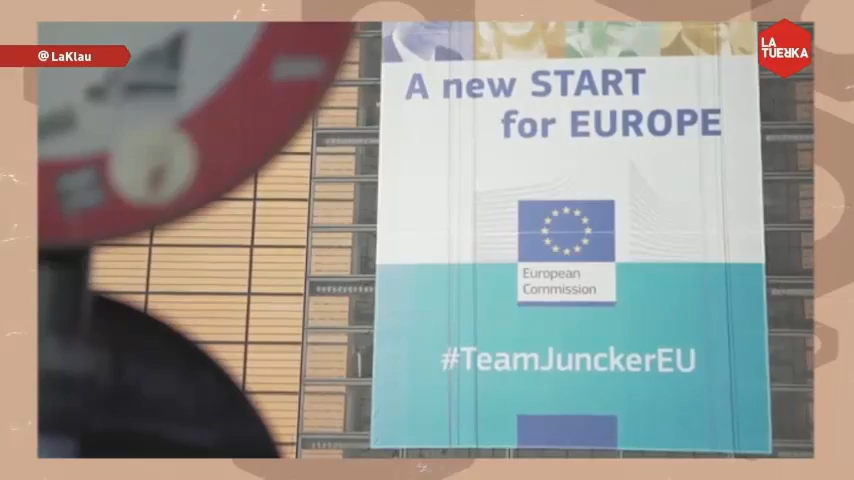 @LaKlau
LA
TUERKA
A new START
for EUROPE
European
Commission
#TeamJunckerEU